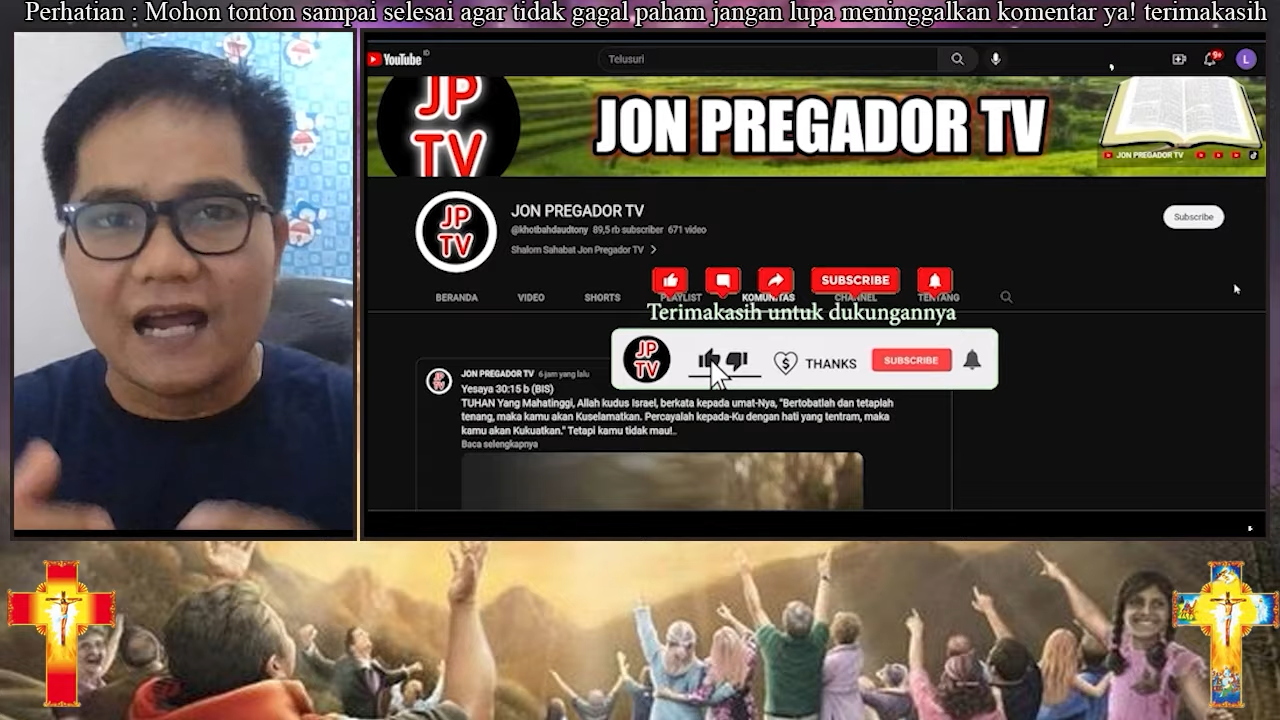 Perhatian : Mohon tonton sampai selesai agar tidak gagal paham jangan lupa meninggalkan komentar ya! terimakasih
YouTube ID
Telusuri
9+
L
JP
TV
JON PREGADOR TV
JON PREGADOR TV
JP
TV
JON PREGADOR TV
@khotbahdaudtony 89,5 rb subscriber 671 video
Shalom Sahabat Jon Pregador TV
Subscribe
SUBSCRIBE
BERANDA VIDEO SHORTS PLAYLIST KOMUNITAS CHANNEL TENTANG
Terimakasih untuk dukungannya
JP
TV
THANKS
SUBSCRIBE
JP
TV
JON PREGADOR TV 6 jam yang lalu
Yesaya 30:15 b (BIS)
TUHAN Yang Mahatinggi, Allah kudus Israel, berkata kepada umat-Nya, "Bertobatlah dan tetaplah
tenang, maka kamu akan Kuselamatkan. Percayalah kepada-Ku dengan hati yang tentram, maka
kamu akan Kukuatkan." Tetapi kamu tidak mau!..
Baca selengkapnya